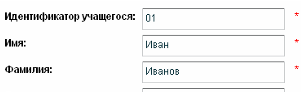 Идентификатор учащегося: 01 *
Имя: Иван *
Фамилия: Иванов *